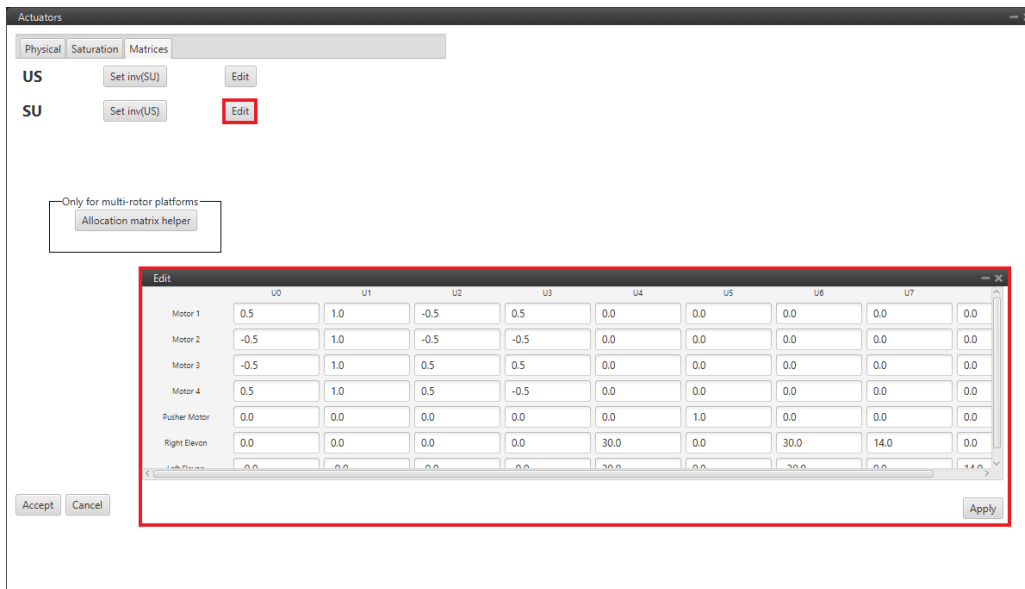 Actuators
Physical Saturation Matrices
US Set inv(SU) Edit
SU Set inv(US) Edit
Only for multi-rotor platforms
Allocation matrix helper
Edit
U0 U1 U2 U3 U4 U5 U6 U7
Motor 1 0.5 1.0 -0.5 0.5 0.0 0.0 0.0 0.0 0.0
Motor 2 -0.5 1.0 -0.5 -0.5 0.0 0.0 0.0 0.0 0.0
Motor 3 -0.5 1.0 0.5 0.5 0.0 0.0 0.0 0.0 0.0
Motor 4 0.5 1.0 0.5 -0.5 0.0 0.0 0.0 0.0 0.0
Pusher Motor 0.0 0.0 0.0 0.0 0.0 1.0 0.0 0.0 0.0
Right Elevon 0.0 0.0 0.0 0.0 30.0 0.0 30.0 14.0 0.0
Left Elevon
Accept Cancel
Apply